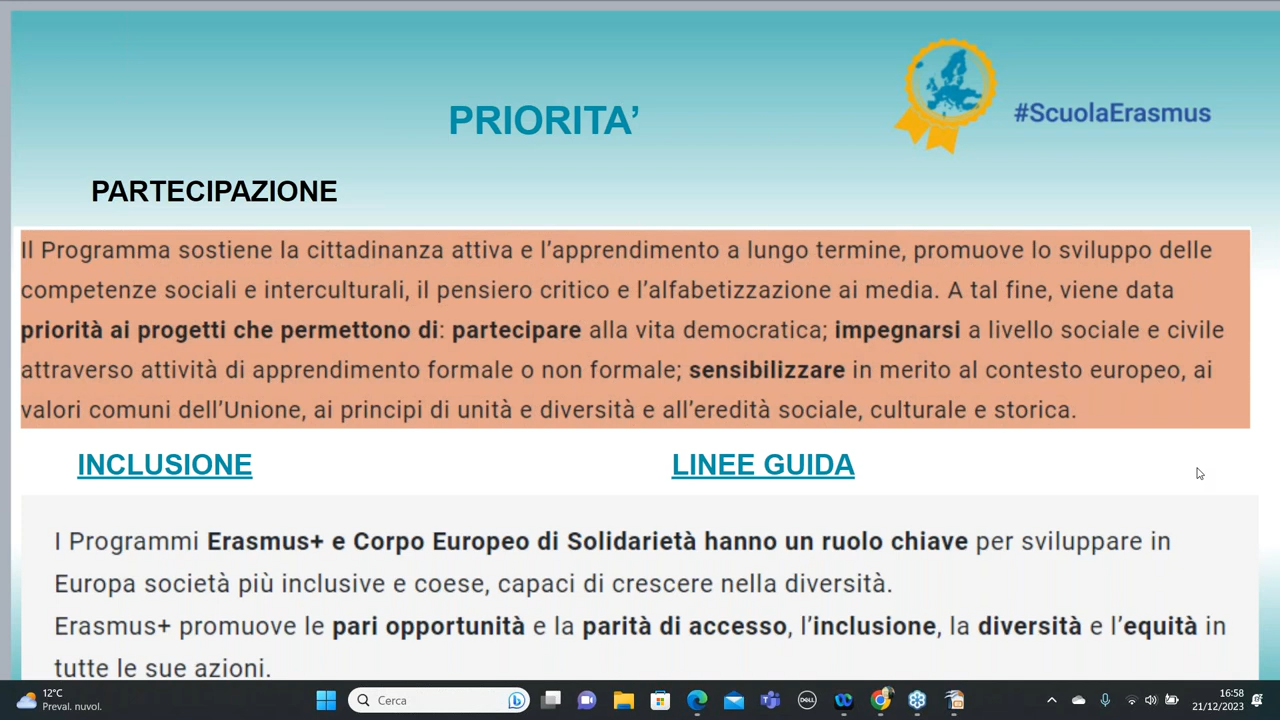 PRIORITA’
#ScuolaErasmus
PARTECIPAZIONE
Il Programma sostiene la cittadinanza attiva e l’apprendimento a lungo termine, promuove lo sviluppo delle
competenze sociali e interculturali, il pensiero critico e l’alfabetizzazione ai media. A tal fine, viene data
priorità ai progetti che permettono di: partecipare alla vita democratica; impegnarsi a livello sociale e civile
attraverso attività di apprendimento formale o non formale; sensibilizzare in merito al contesto europeo, ai
valori comuni dell’Unione, ai principi di unità e diversità e all’eredità sociale, culturale e storica.
INCLUSIONE
LINEE GUIDA
I Programmi Erasmus+ e Corpo Europeo di Solidarietà hanno un ruolo chiave per sviluppare in
Europa società più inclusive e coese, capaci di crescere nella diversità.
Erasmus+ promuove le pari opportunità e la parità di accesso, l’inclusione, la diversità e l’equità in
tutte le sue azioni.
12°C
Preval. nuvol.
Cerca
DELL
16:58
21/12/2023